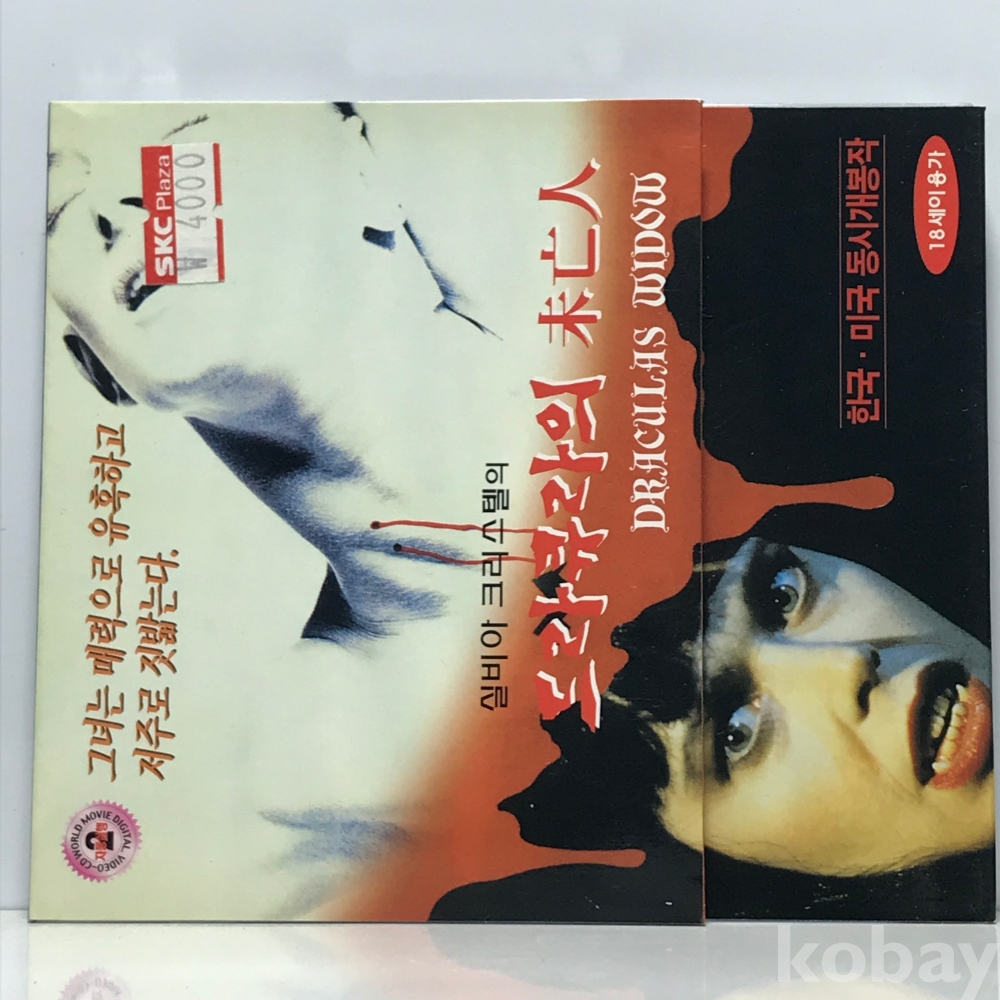 그녀는 매력으로 유혹하고
저주로 짓밟는다.
SKC Plaza
₩ 4000
실비아 크리스텔의
드라큐라의 未亡人
DRACULAS WIDOW
한국·미국 동시개봉작
18세이용가
WORLD MOVIE DIGITAL VIDEO-CD
2
kobay